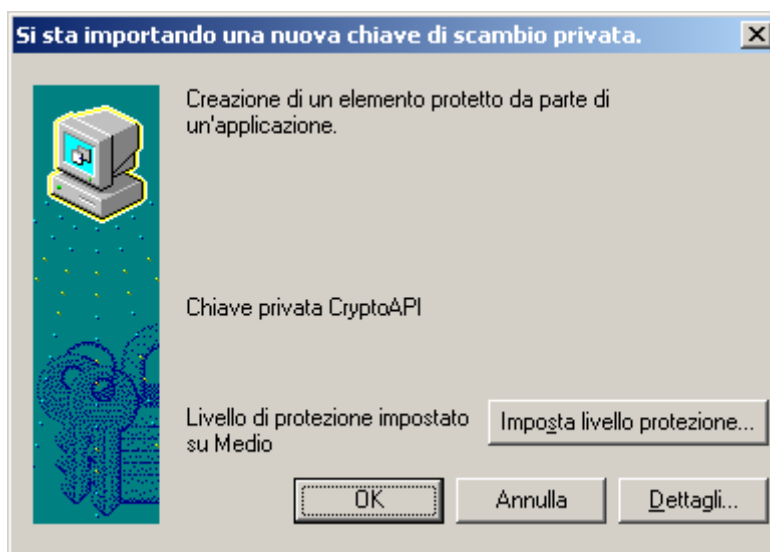 Si sta importando una nuova chiave di scambio privata.
Creazione di un elemento protetto da parte di
un'applicazione.
Chiave privata CryptoAPI
Livello di protezione impostato
su Medio
Imposta livello protezione...
OK
Annulla
Dettagli...